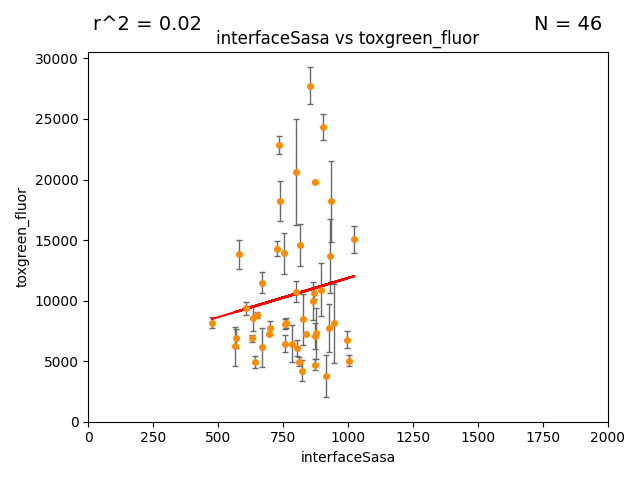 r^2 = 0.02
N = 46
interfaceSasa vs toxgreen_fluor
30000
25000
20000
15000
10000
5000
0
toxgreen_fluor
0 250 500 750 1000 1250 1500 1750 2000
interfaceSasa